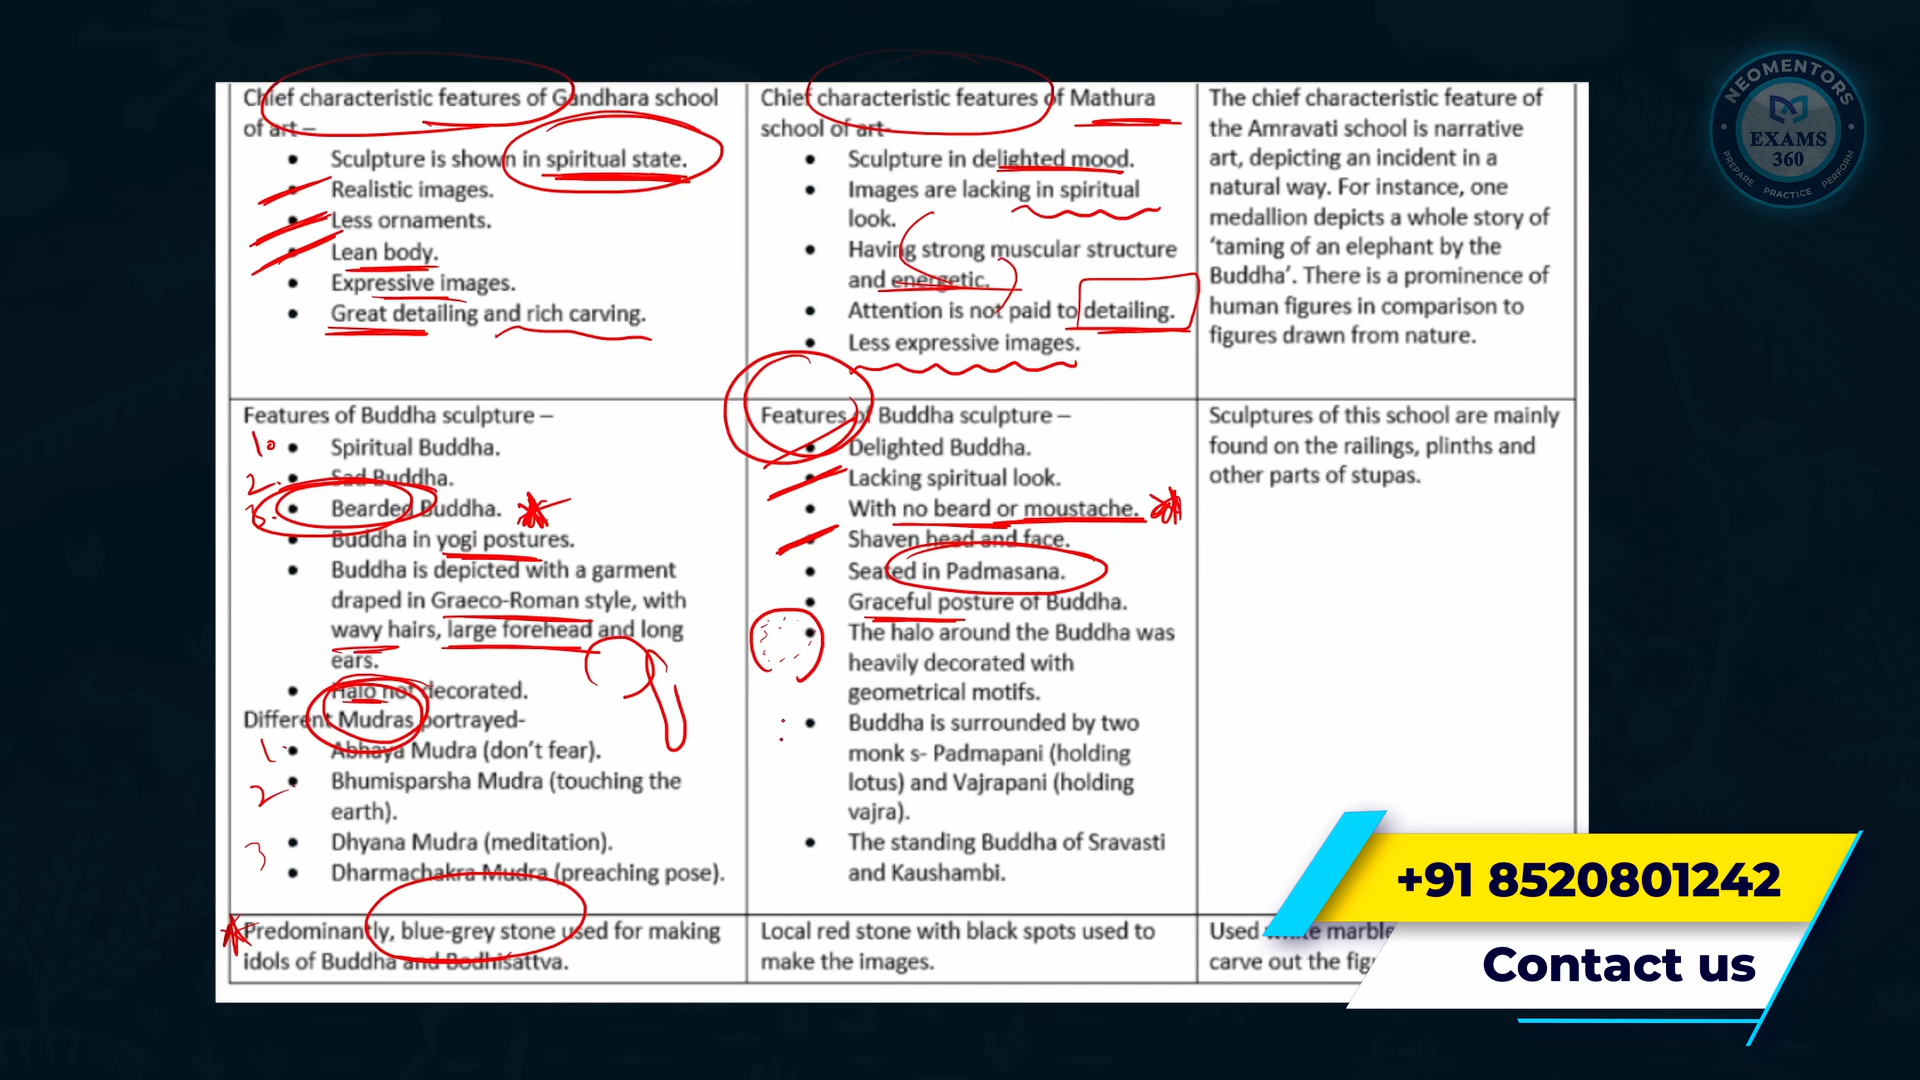 Chief characteristic features of Gandhara school
of art –
• Sculpture is shown in spiritual state.
• Realistic images.
• Less ornaments.
• Lean body.
• Expressive images.
• Great detailing and rich carving.
Chief characteristic features of Mathura
school of art-
• Sculpture in delighted mood.
• Images are lacking in spiritual
look.
• Having strong muscular structure
and energetic.
• Attention is not paid to detailing.
• Less expressive images.
The chief characteristic feature of
the Amravati school is narrative
art, depicting an incident in a
natural way. For instance, one
medallion depicts a whole story of
‘taming of an elephant by the
Buddha’. There is a prominence of
human figures in comparison to
figures drawn from nature.
Features of Buddha sculpture –
1. • Spiritual Buddha.
2. • Sad Buddha.
3. • Bearded Buddha.
• Buddha in yogi postures.
• Buddha is depicted with a garment
draped in Graeco-Roman style, with
wavy hairs, large forehead and long
ears.
• Halo not decorated.
Different Mudras portrayed-
1. • Abhaya Mudra (don’t fear).
2 • Bhumisparsha Mudra (touching the
earth).
3 • Dhyana Mudra (meditation).
• Dharmachakra Mudra (preaching pose).
Features of Buddha sculpture –
• Delighted Buddha.
• Lacking spiritual look.
• With no beard or moustache.
• Shaven head and face.
• Seated in Padmasana.
• Graceful posture of Buddha.
• The halo around the Buddha was
heavily decorated with
geometrical motifs.
• Buddha is surrounded by two
monk s- Padmapani (holding
lotus) and Vajrapani (holding
vajra).
• The standing Buddha of Sravasti
and Kaushambi.
Sculptures of this school are mainly
found on the railings, plinths and
other parts of stupas.
Predominantly, blue-grey stone used for making
idols of Buddha and Bodhisattva.
Local red stone with black spots used to
make the images.
Used white marble
carve out the
NEOMENTORS
EXAMS
360
PREPARE • PRACTICE • PERFORM
+91 8520801242
Contact us